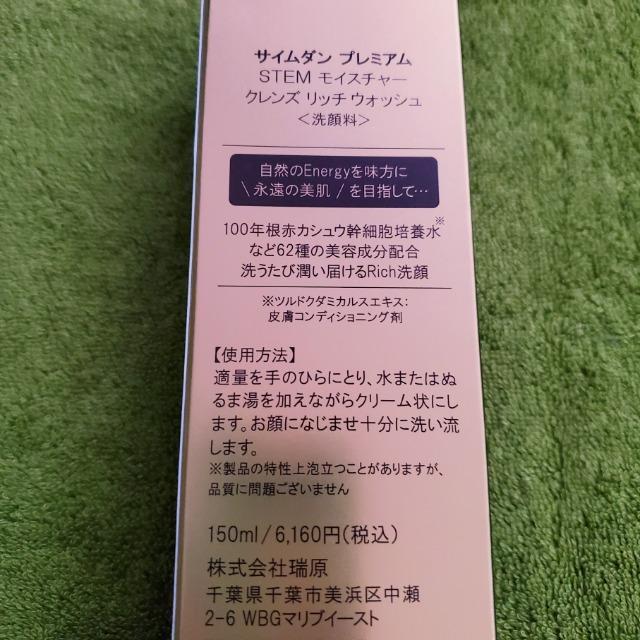 サイムダン プレミアム
STEM モイスチャー
クレンズ リッチ ウォッシュ
＜洗顔料＞
自然のEnergyを味方に
\ 永遠の美肌 / を目指して…
100年根赤カシュウ幹細胞培養水※
など62種の美容成分配合
洗うたび潤い届けるRich洗顔
※ツルドクダミカルスエキス：
皮膚コンディショニング剤
【使用方法】
適量を手のひらにとり、水またはぬ
るま湯を加えながらクリーム状にし
ます。お顔になじませ十分に洗い流
します。
※製品の特性上泡立つことがありますが、
品質に問題ございません
150ml/6,160円(税込)
株式会社瑞原
千葉県千葉市美浜区中瀬
2-6 WBGマリブイースト